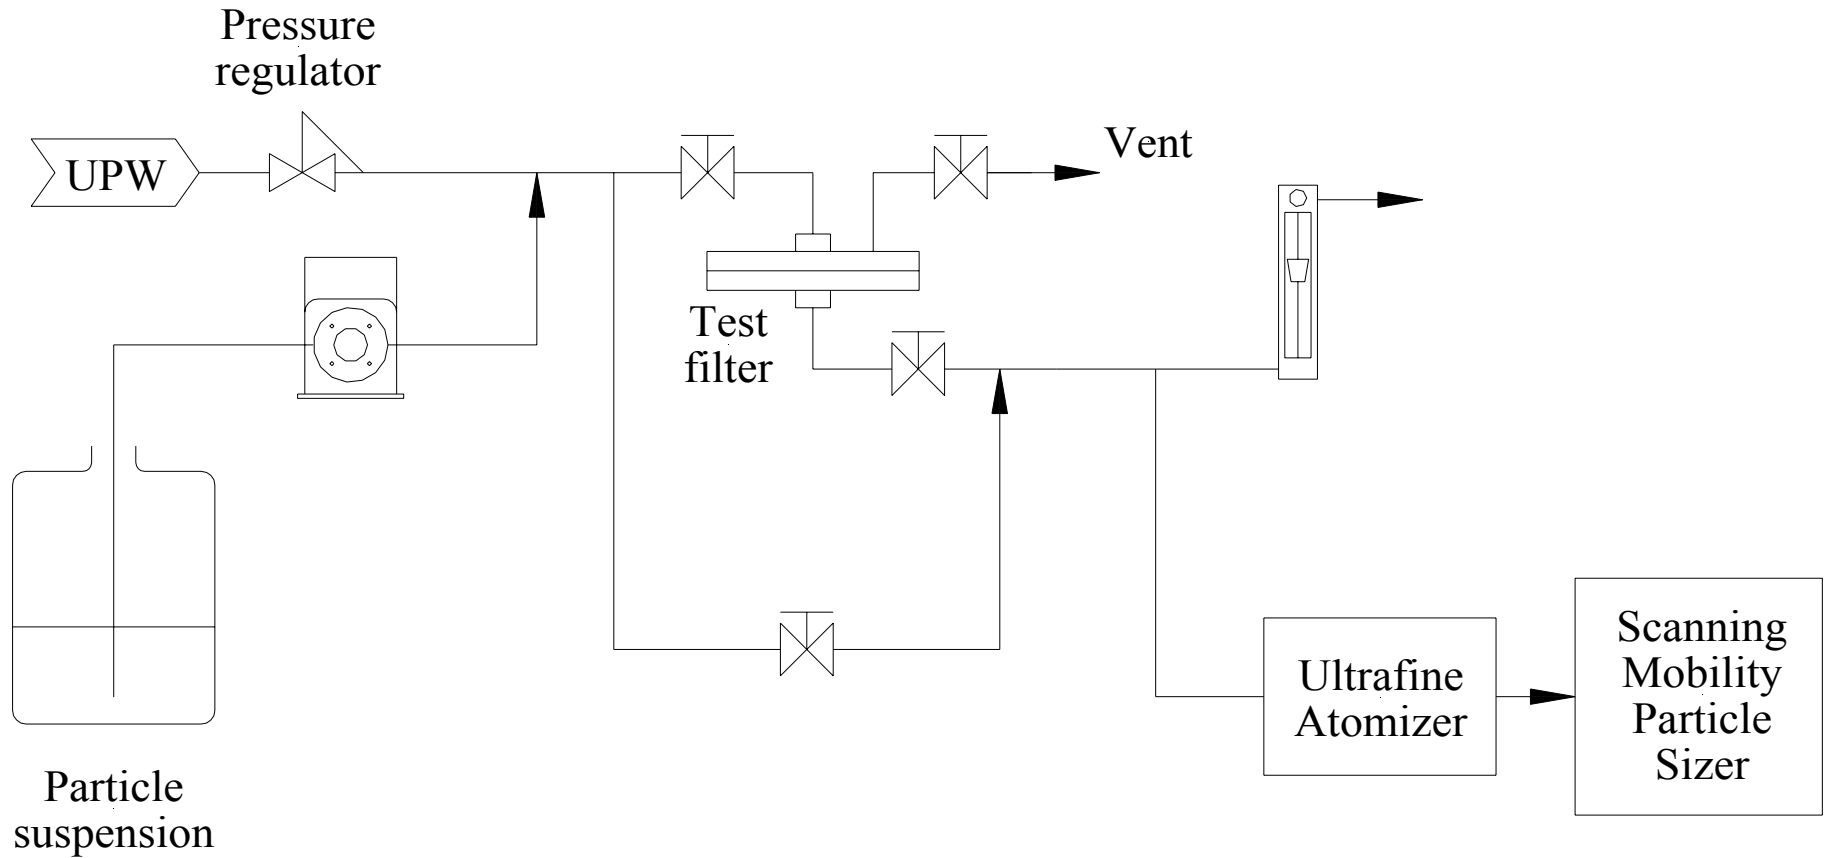 Pressure
regulator
UPW
Vent
Test
filter
Particle
suspension
Ultrafine
Atomizer
Scanning
Mobility
Particle
Sizer